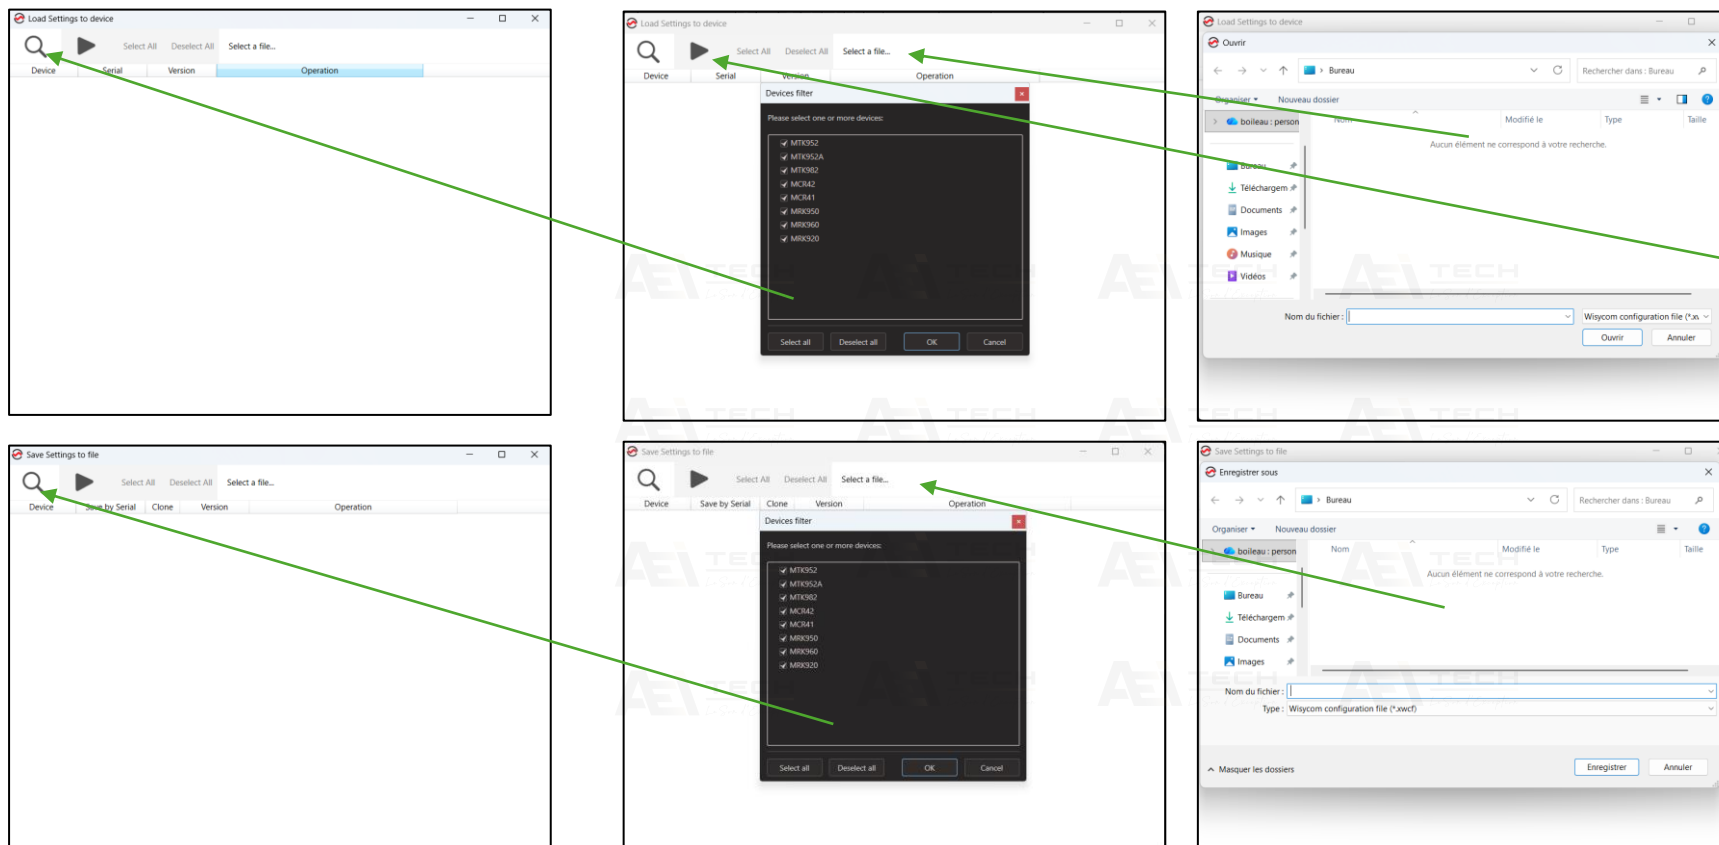 Load Settings to device
Select All Deselect All Select a file...
Device Serial Version Operation
Load Settings to device
Select All Deselect All Select a file...
Device Serial Version Operation
Devices filter
Please select one or more devices:
MTK952
MTK952A
MTK982
MCR42
MCR41
MRK950
MRK960
MRK920
Select all Deselect all OK Cancel
Load Settings to device
Ouvrir
Bureau
Rechercher dans : Bureau
Organiser Nouveau dossier
boileau : person
Nom Modifié le Type Taille
Aucun élément ne correspond à votre recherche.
Bureau
Téléchargem
Documents
Images
Musique
Vidéos
Nom du fichier :
Wisycom configuration file (*.xw
Ouvrir Annuler
Save Settings to file
Select All Deselect All Select a file...
Device Save by Serial Clone Version Operation
Save Settings to file
Select All Deselect All Select a file...
Device Save by Serial Clone Version Operation
Devices filter
Please select one or more devices:
MTK952
MTK952A
MTK982
MCR42
MCR41
MRK950
MRK960
MRK920
Select all Deselect all OK Cancel
Save Settings to file
Enregistrer sous
Bureau
Rechercher dans : Bureau
Organiser Nouveau dossier
boileau : person
Nom Modifié le Type Taille
Aucun élément ne correspond à votre recherche.
Bureau
Téléchargem
Documents
Images
Nom du fichier :
Type : Wisycom configuration file (*.xwcf)
Masquer les dossiers
Enregistrer Annuler
AEi TECH